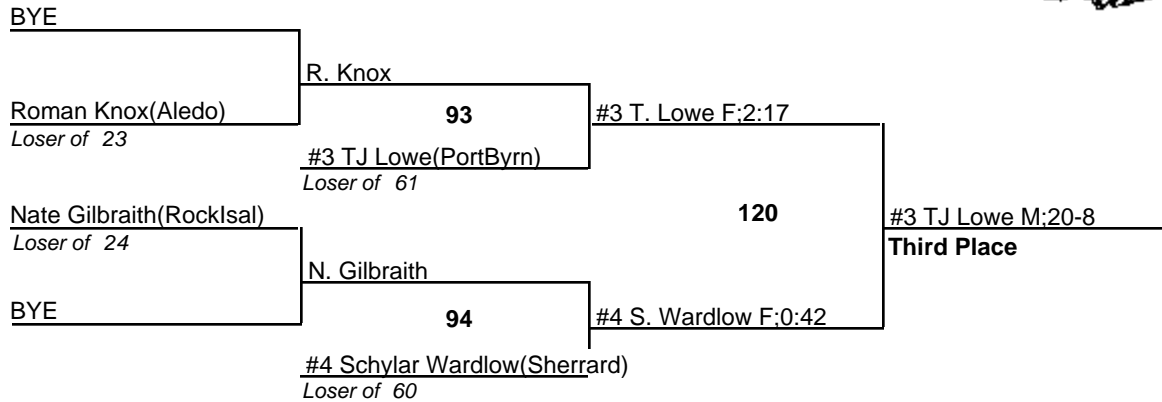 BYE
R. Knox
Roman Knox(Aledo)
93
#3 T. Lowe F;2:17
Loser of 23
#3 TJ Lowe(PortByrn)
Loser of 61
Nate Gilbraith(RockIsal)
120
#3 TJ Lowe M;20-8
Loser of 24
Third Place
N. Gilbraith
BYE
94
#4 S. Wardlow F;0:42
#4 Schylar Wardlow(Sherrard)
Loser of 60